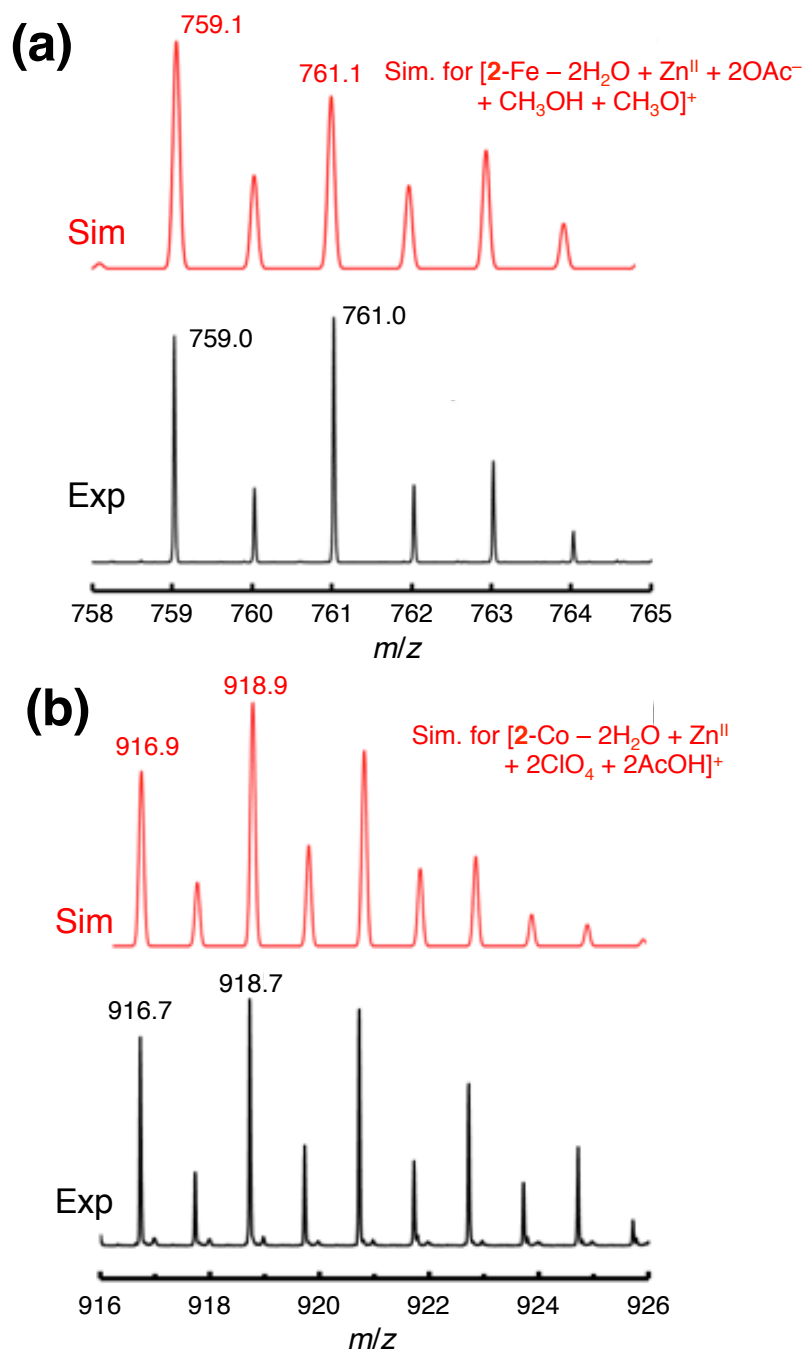 (a)
759.1
761.1
Sim. for [2-Fe – 2H₂O + Znᴵᴵ + 2OAc⁻
+ CH₃OH + CH₃O]⁺
Sim
759.0
761.0
Exp
758 759 760 761 762 763 764 765
m/z
(b)
916.9
918.9
Sim. for [2-Co – 2H₂O + Znᴵᴵ
+ 2ClO₄ + 2AcOH]⁺
Sim
916.7
918.7
Exp
916 918 920 922 924 926
m/z